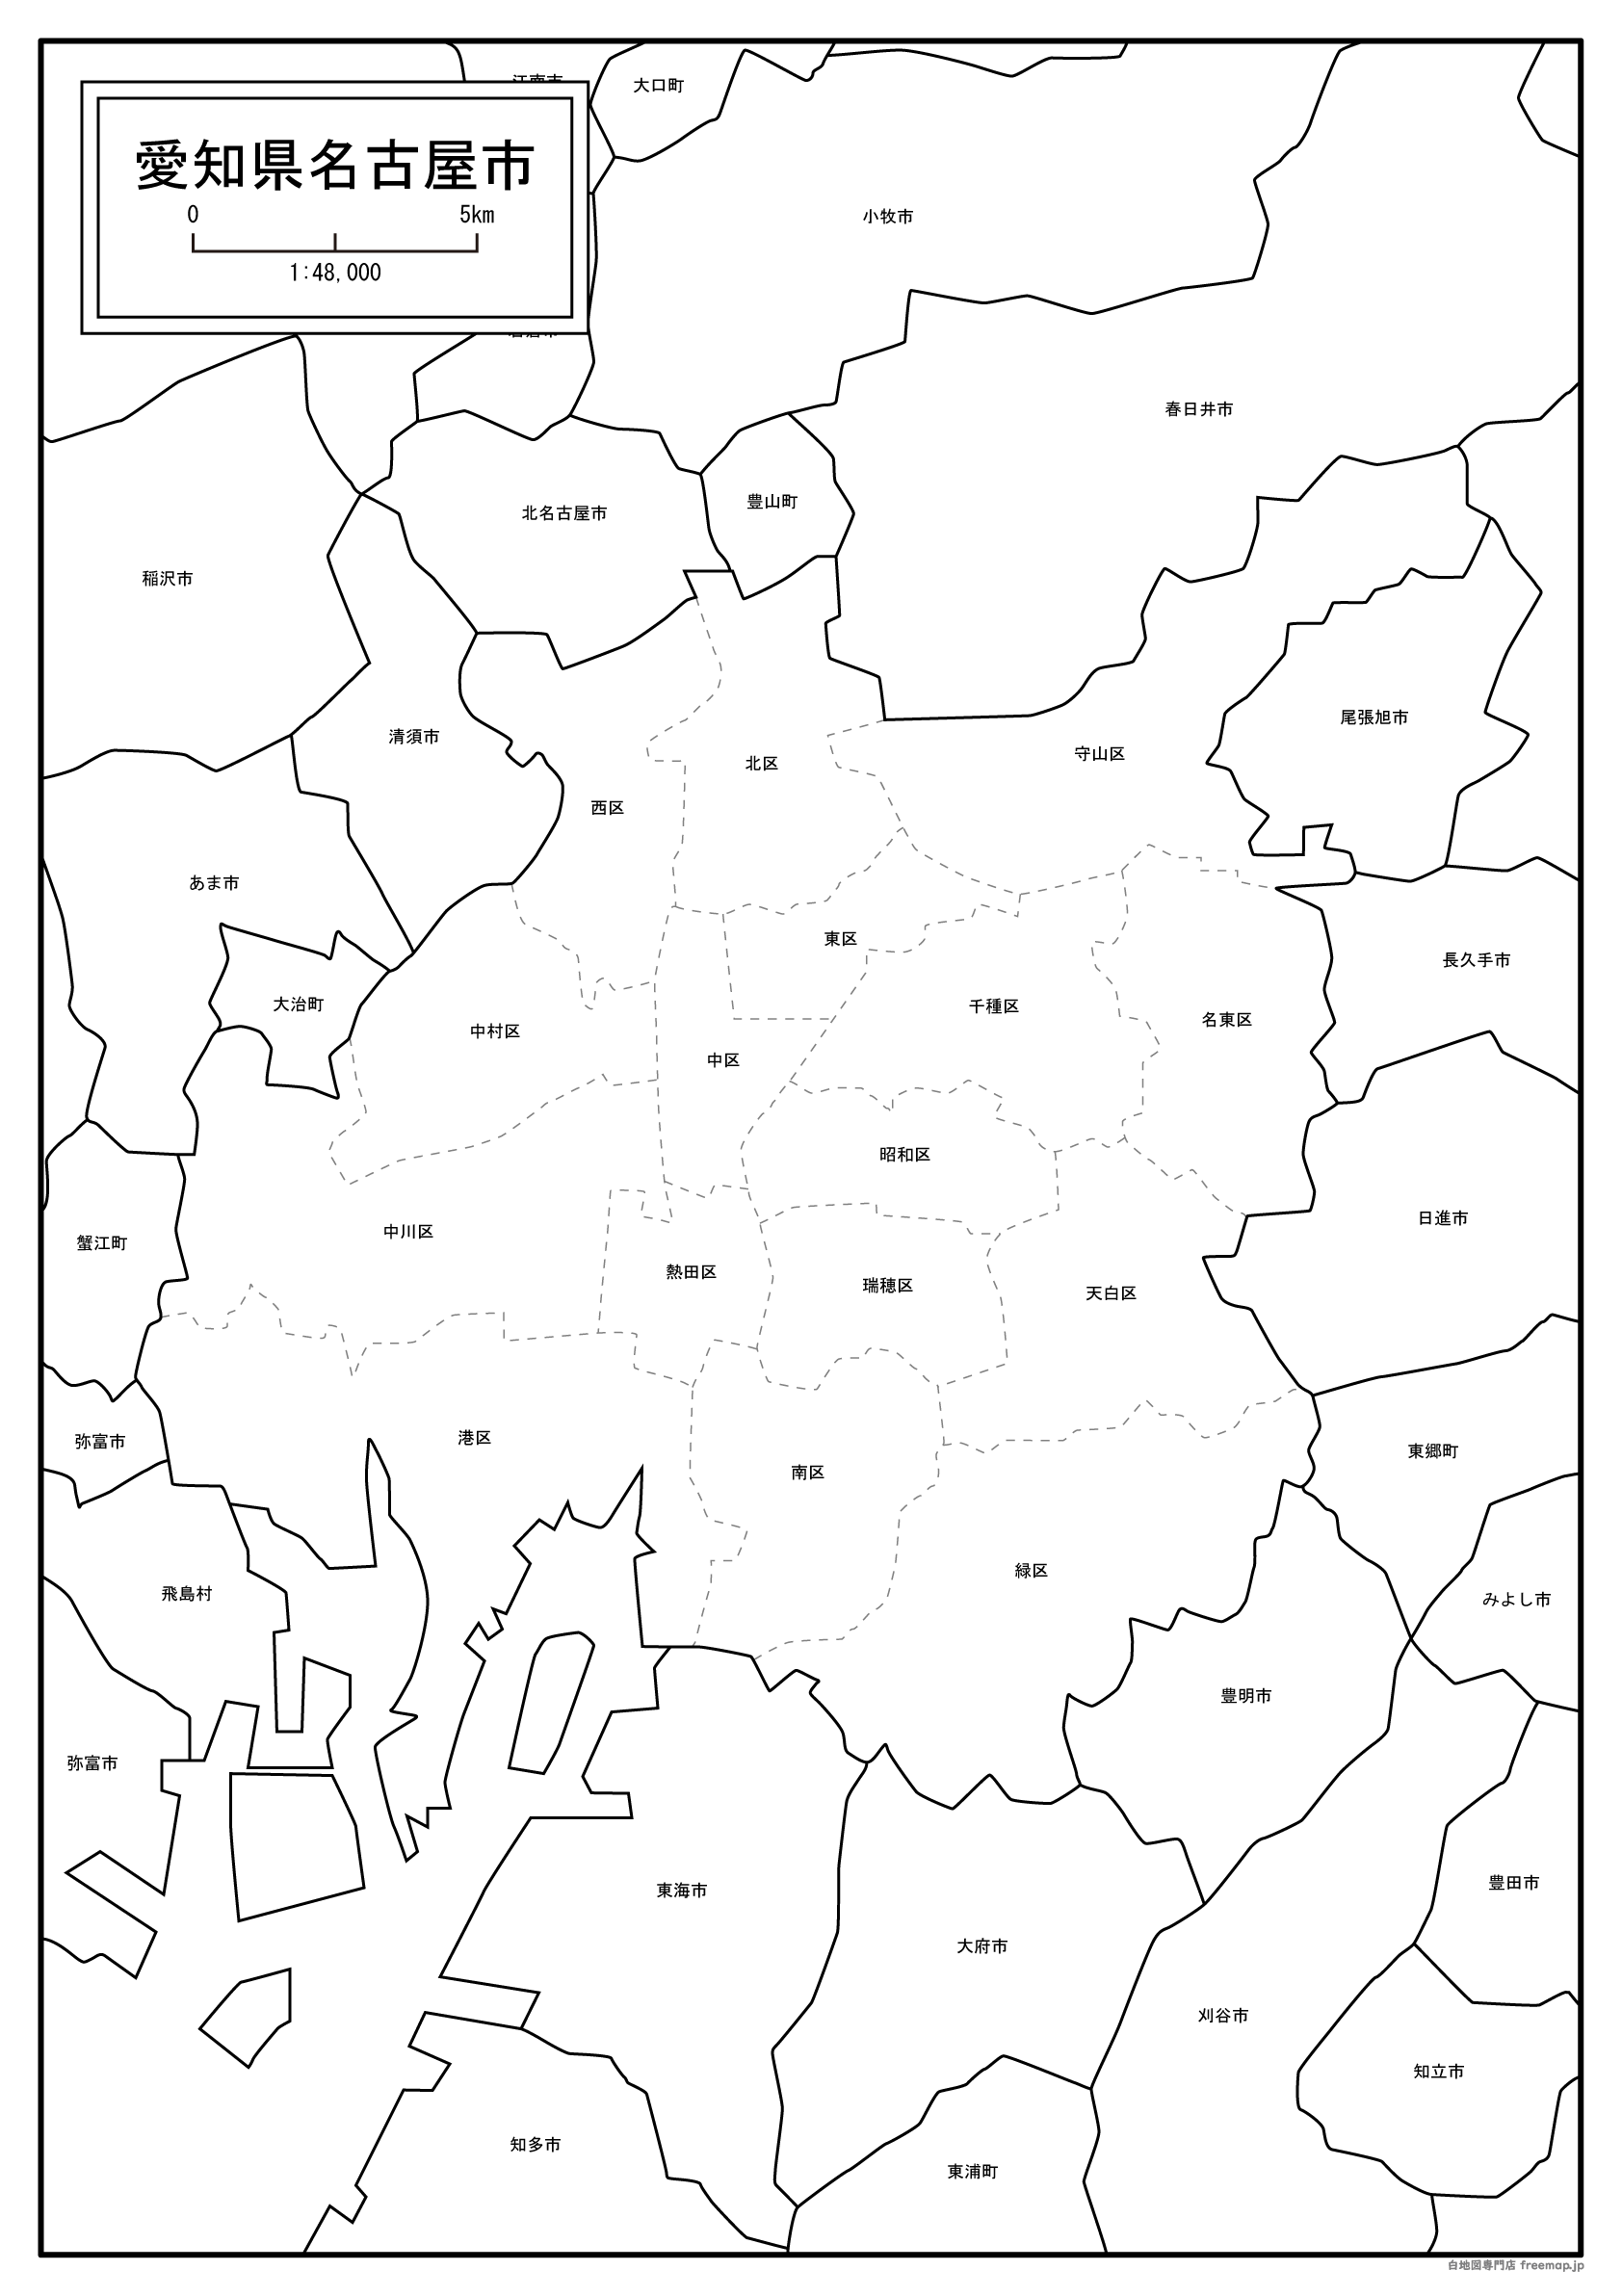 大口町
愛知県名古屋市
0 5km
1:48,000
小牧市
春日井市
豊山町
北名古屋市
稲沢市
尾張旭市
清須市
守山区
北区
西区
あま市
東区
長久手市
大治町
千種区
名東区
中村区
中区
昭和区
日進市
中川区
蟹江町
熱田区
瑞穂区
天白区
港区
弥富市
東郷町
南区
緑区
飛島村
みよし市
豊明市
弥富市
豊田市
東海市
大府市
刈谷市
知立市
知多市
東浦町
白地図専門店 freemap.jp